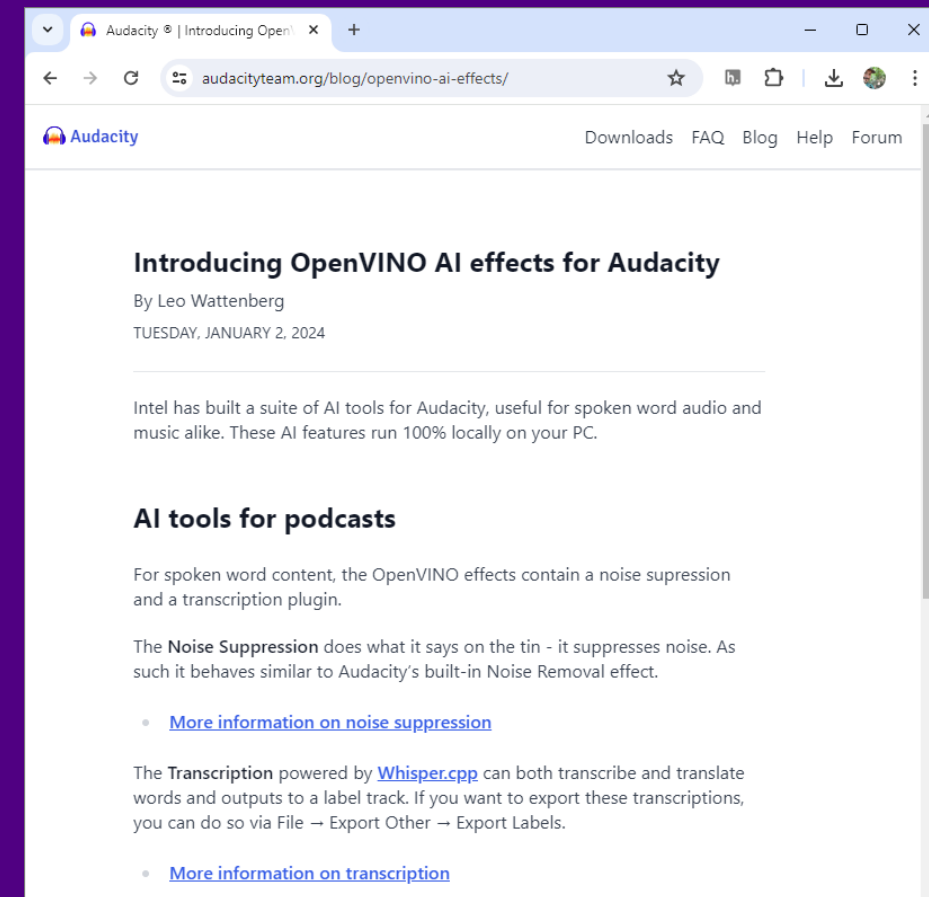 Audacity ® | Introducing Open
audacityteam.org/blog/openvino-ai-effects/
Audacity
Downloads FAQ Blog Help Forum
Introducing OpenVINO AI effects for Audacity
By Leo Wattenberg
TUESDAY, JANUARY 2, 2024
Intel has built a suite of AI tools for Audacity, useful for spoken word audio and
music alike. These AI features run 100% locally on your PC.
AI tools for podcasts
For spoken word content, the OpenVINO effects contain a noise supression
and a transcription plugin.
The Noise Suppression does what it says on the tin - it suppresses noise. As
such it behaves similar to Audacity’s built-in Noise Removal effect.
• More information on noise suppression
The Transcription powered by Whisper.cpp can both transcribe and translate
words and outputs to a label track. If you want to export these transcriptions,
you can do so via File → Export Other → Export Labels.
• More information on transcription